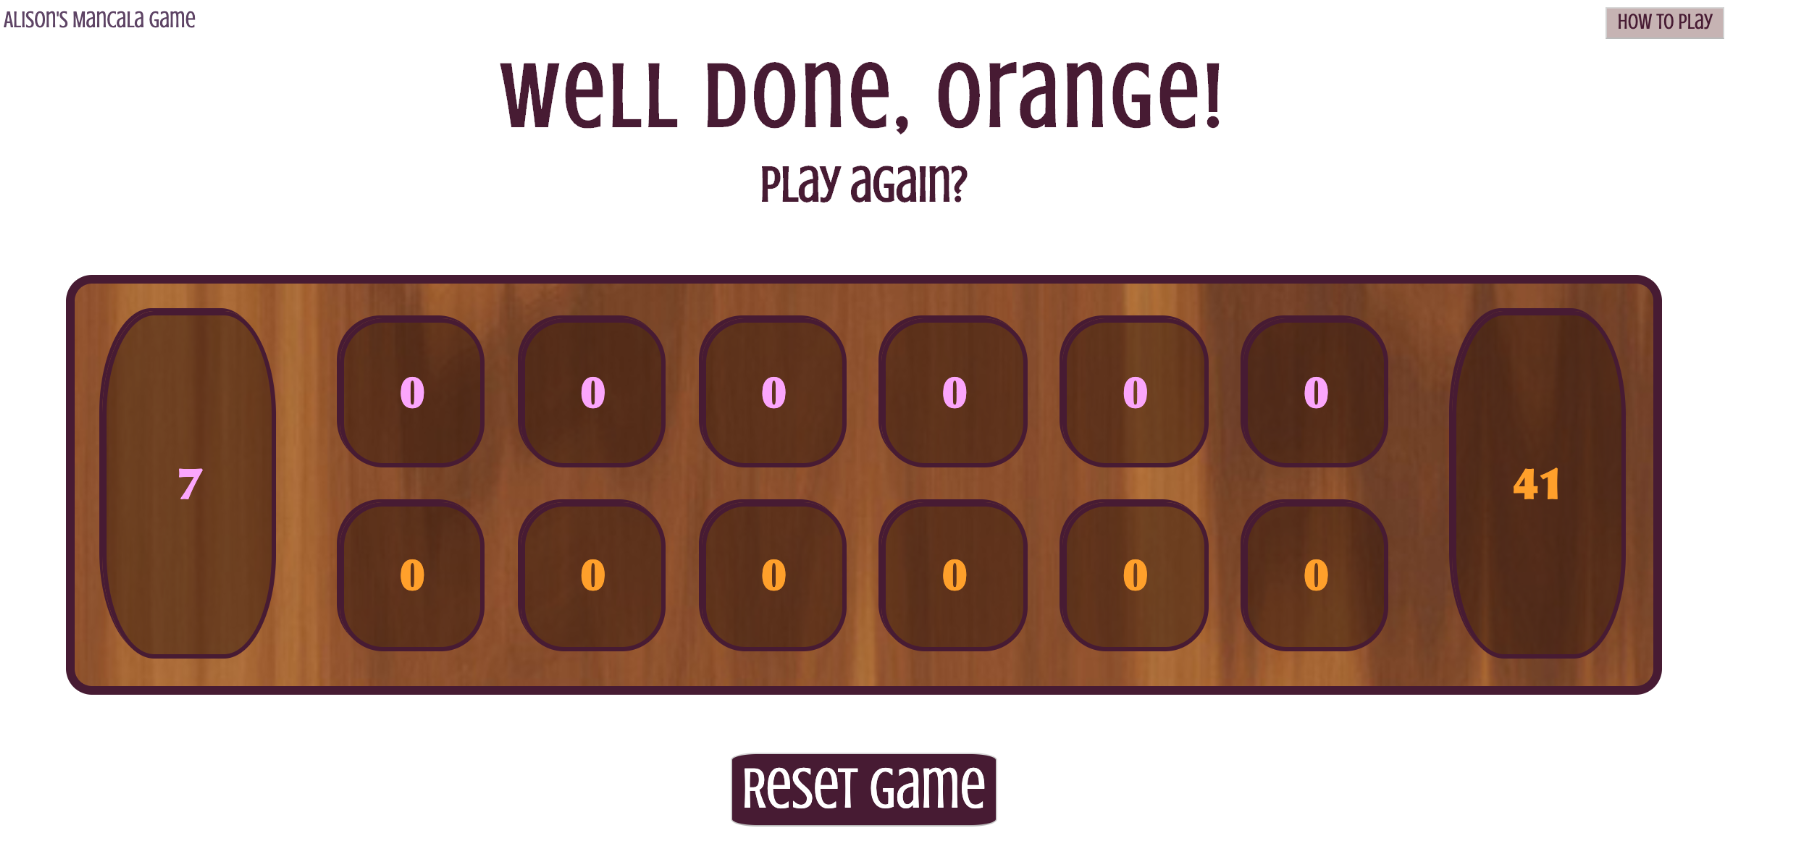 Alison's Mancala Game
How to Play
Well done, Orange!
Play again?
0 0 0 0 0 0
7 41
0 0 0 0 0 0
Reset Game